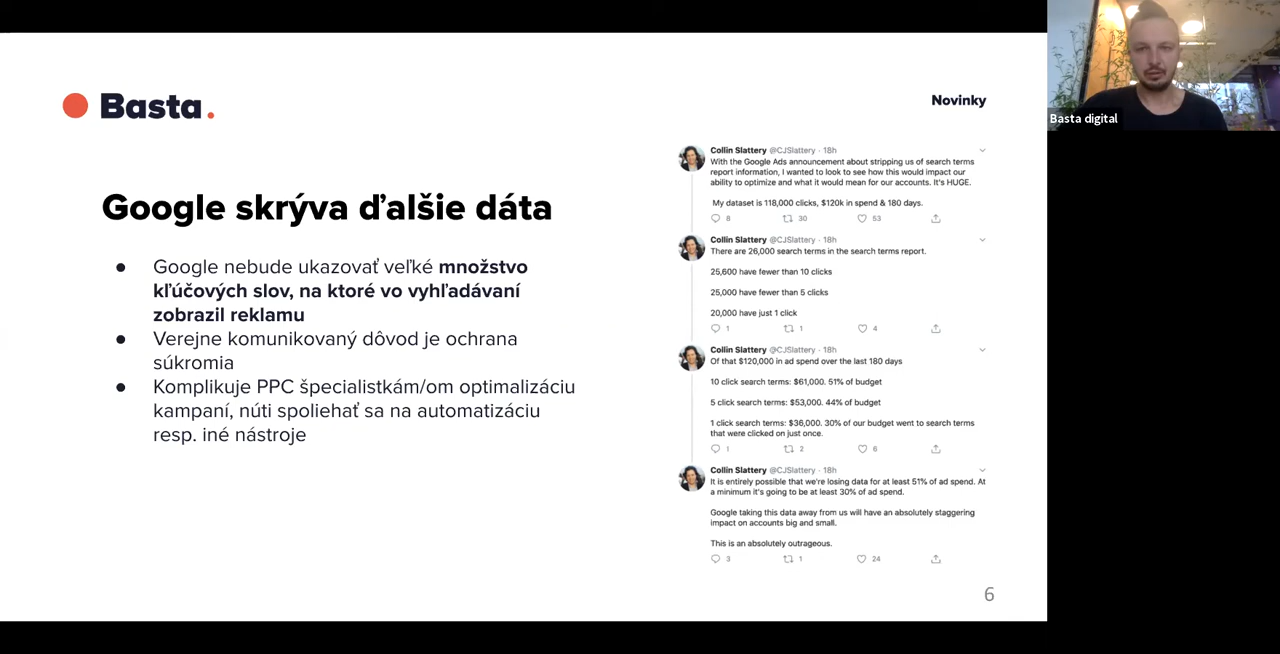 Basta.
Novinky
Google skrýva ďalšie dáta
● Google nebude ukazovať veľké množstvo
kľúčových slov, na ktoré vo vyhľadávaní
zobrazil reklamu
● Verejne komunikovaný dôvod je ochrana
súkromia
● Komplikuje PPC špecialistkám/om optimalizáciu
kampaní, núti spoliehať sa na automatizáciu
resp. iné nástroje
Collin Slattery @CJSlattery · 18h
With the Google Ads announcement about stripping us of search terms
report information, I wanted to look to see how this would impact our
ability to optimize and what it would mean for our accounts. It's HUGE.
My dataset is 118,000 clicks, $120k in spend & 180 days.
8 30 53
Collin Slattery @CJSlattery · 18h
There are 26,000 search terms in the search terms report.
25,600 have fewer than 10 clicks
25,000 have fewer than 5 clicks
20,000 have just 1 click
1 1 4
Collin Slattery @CJSlattery · 18h
Of that $120,000 in ad spend over the last 180 days
10 click search terms: $61,000. 51% of budget
5 click search terms: $53,000. 44% of budget
1 click search terms: $36,000. 30% of our budget went to search terms
that were clicked on just once.
1 2 6
Collin Slattery @CJSlattery · 18h
It is entirely possible that we're losing data for at least 51% of ad spend. At
a minimum it's going to be at least 30% of ad spend.
Google taking this data away from us will have an absolutely staggering
impact on accounts big and small.
This is an absolutely outrageous.
3 1 24
6
Basta digital